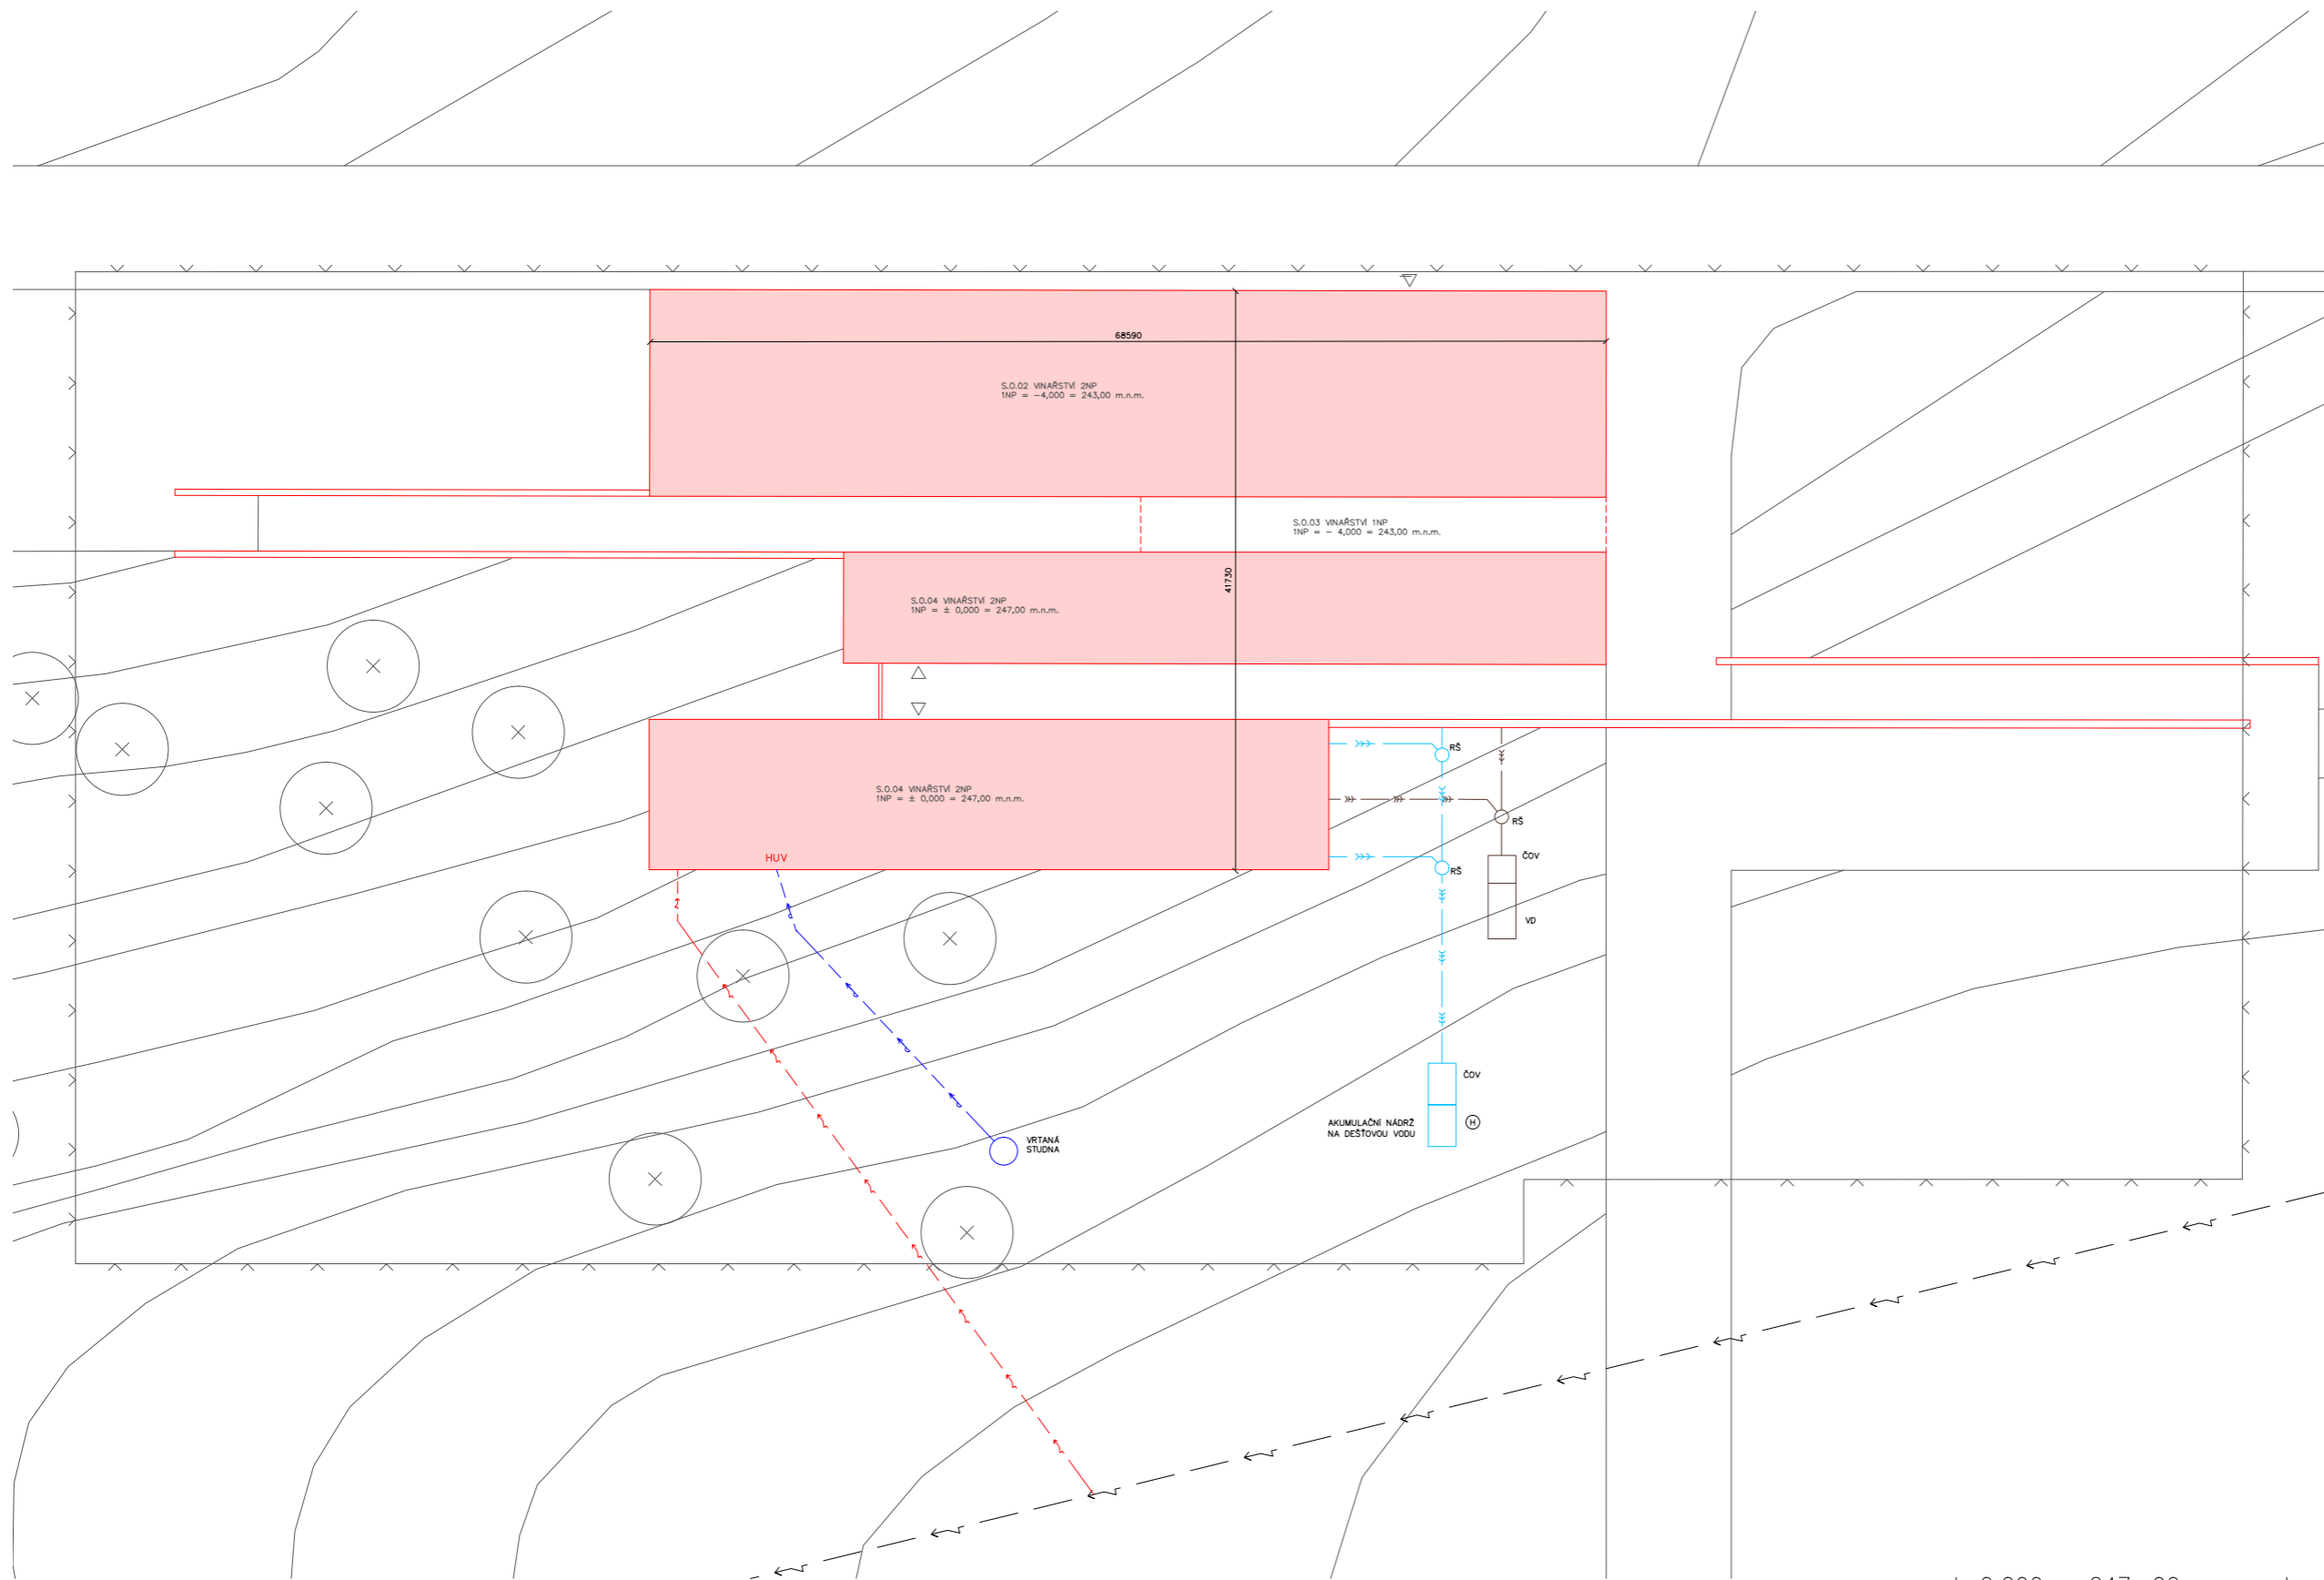 68590
S.O.02 VINAŘSTVÍ 2NP
1NP = -4,000 = 243,00 m.n.m.
S.O.03 VINAŘSTVÍ 1NP
1NP = - 4,000 = 243,00 m.n.m.
41730
S.O.04 VINAŘSTVÍ 2NP
1NP = ± 0,000 = 247,00 m.n.m.
RŠ
S.O.04 VINAŘSTVÍ 2NP
1NP = ± 0,000 = 247,00 m.n.m.
RŠ
HUV
ČOV
RŠ
VD
ČOV
AKUMULAČNÍ NÁDRŽ
NA DEŠŤOVOU VODU
H
VRTANÁ
STUDNA